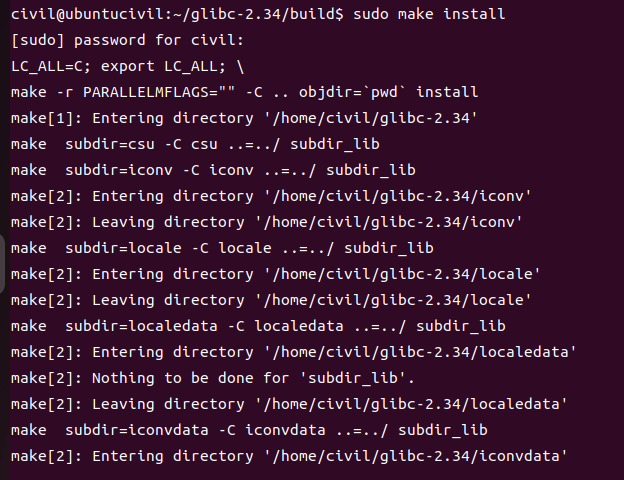 civil@ubuntucivil:~/glibc-2.34/build$ sudo make install
[sudo] password for civil:
LC_ALL=C; export LC_ALL; \
make -r PARALLELMFLAGS="" -C .. objdir=`pwd` install
make[1]: Entering directory '/home/civil/glibc-2.34'
make  subdir=csu -C csu ..=../ subdir_lib
make  subdir=iconv -C iconv ..=../ subdir_lib
make[2]: Entering directory '/home/civil/glibc-2.34/iconv'
make[2]: Leaving directory '/home/civil/glibc-2.34/iconv'
make  subdir=locale -C locale ..=../ subdir_lib
make[2]: Entering directory '/home/civil/glibc-2.34/locale'
make[2]: Leaving directory '/home/civil/glibc-2.34/locale'
make  subdir=localedata -C localedata ..=../ subdir_lib
make[2]: Entering directory '/home/civil/glibc-2.34/localedata'
make[2]: Nothing to be done for 'subdir_lib'.
make[2]: Leaving directory '/home/civil/glibc-2.34/localedata'
make  subdir=iconvdata -C iconvdata ..=../ subdir_lib
make[2]: Entering directory '/home/civil/glibc-2.34/iconvdata'